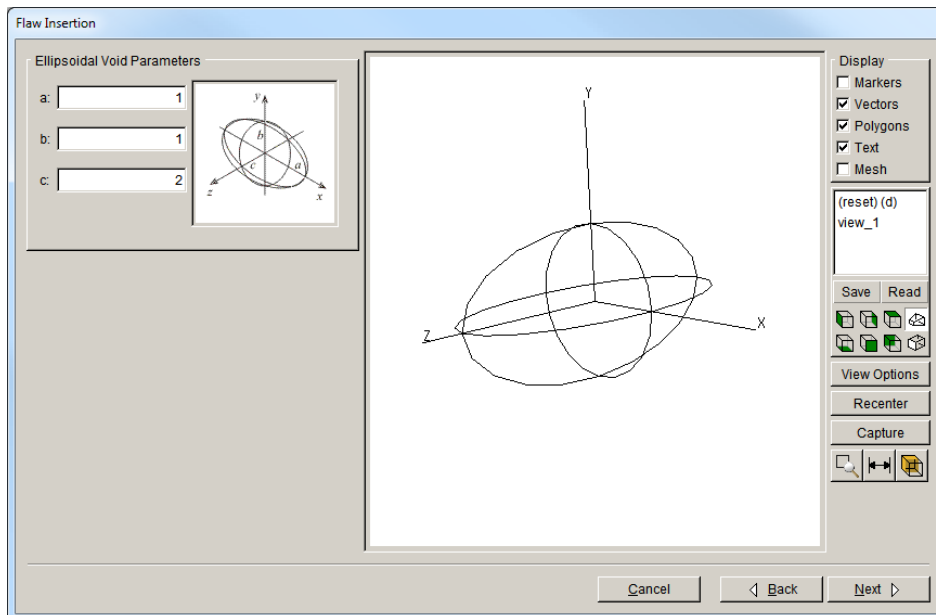 Flaw Insertion
Ellipsoidal Void Parameters
a: 1
b: 1
c: 2
y
b
c
a
z
x
Y
Z
X
Display
Markers
Vectors
Polygons
Text
Mesh
(reset) (d)
view_1
Save Read
View Options
Recenter
Capture
Cancel Back Next